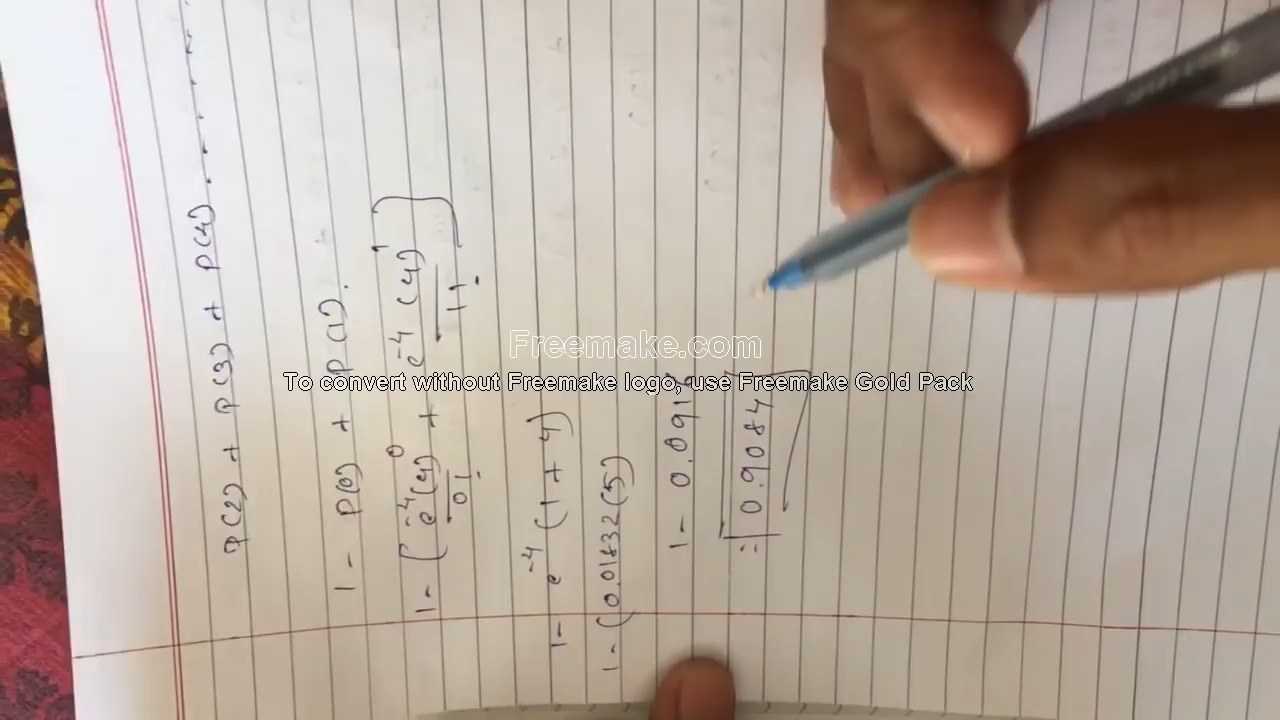 P(2) + P(3) + P(4) - - - - - -
1 - P(0) + P(1).
1 - [e^-4 (4)^0 / 0! + e^-4 (4)^1 / 1!]
1 - e^-4 (1 + 4)
1 - (0.01832 (5)
1 - 0.0916
= 0.9084
Freemake.com
To convert without Freemake logo, use Freemake Gold Pack